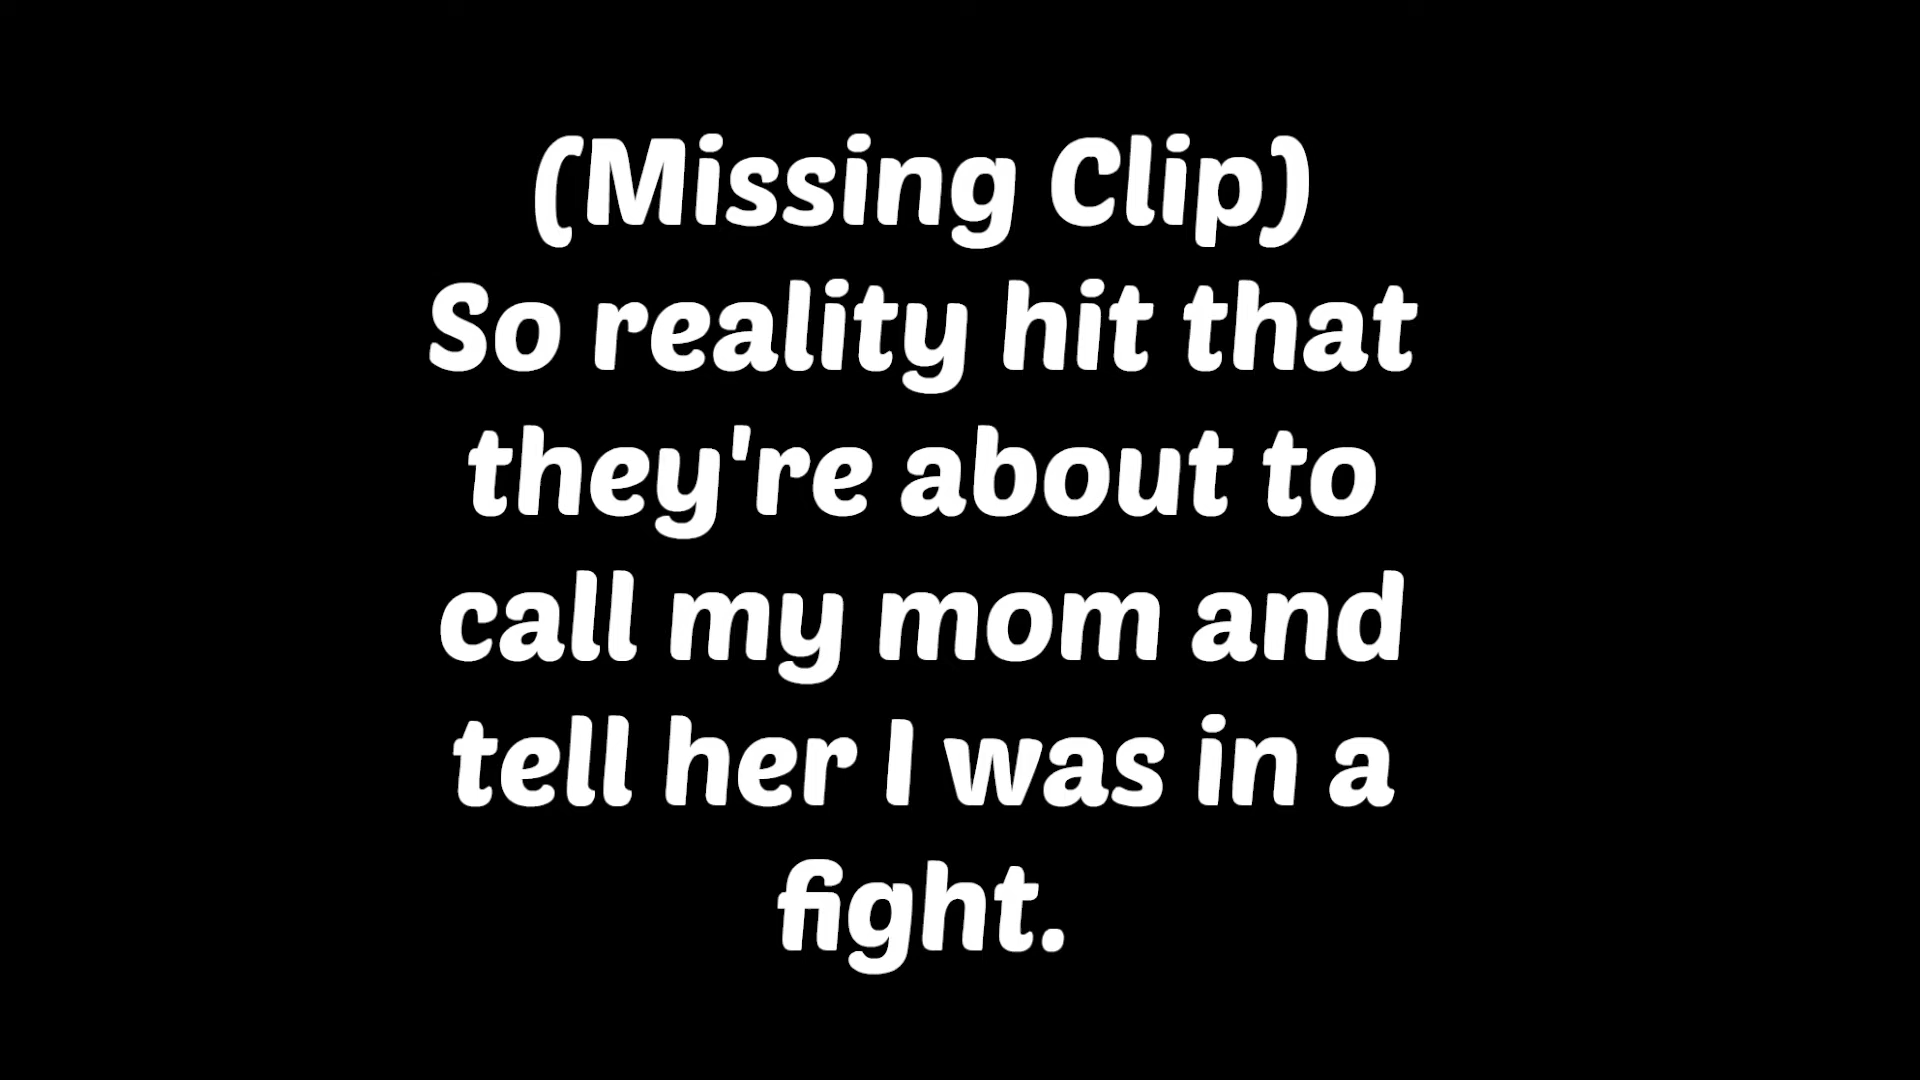 (Missing Clip)
So reality hit that
they're about to
call my mom and
tell her I was in a
fight.